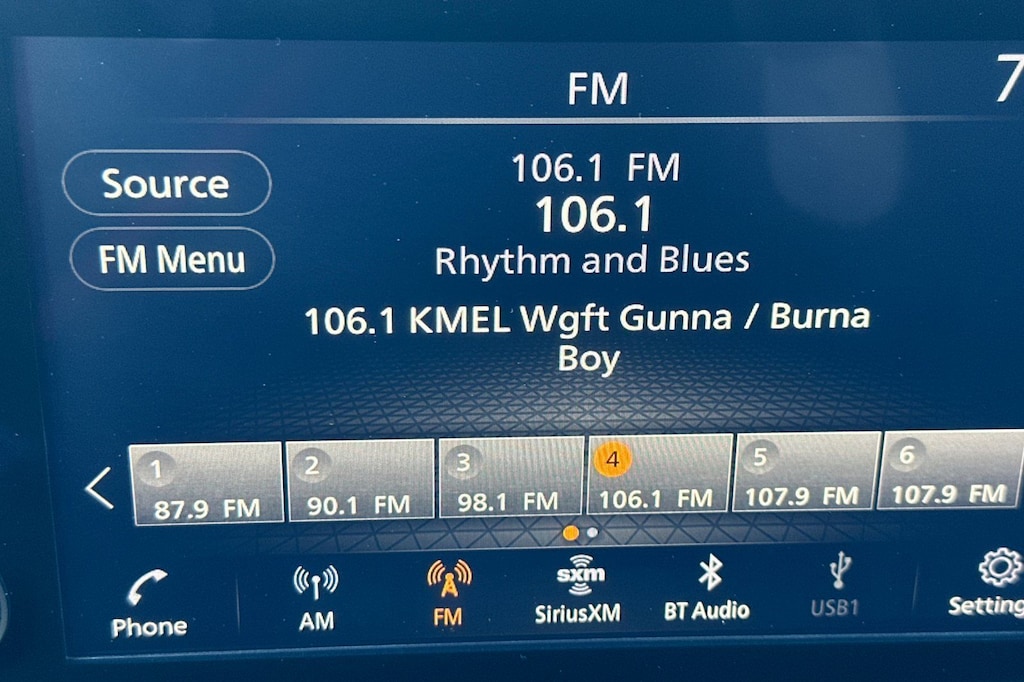 FM
7
Source
106.1 FM
106.1
FM Menu
Rhythm and Blues
106.1 KMEL Wgft Gunna / Burna
Boy
1 2 3 4 5 6
87.9 FM 90.1 FM 98.1 FM 106.1 FM 107.9 FM 107.9 FM
sxm
Phone AM FM SiriusXM BT Audio USB1 Setting